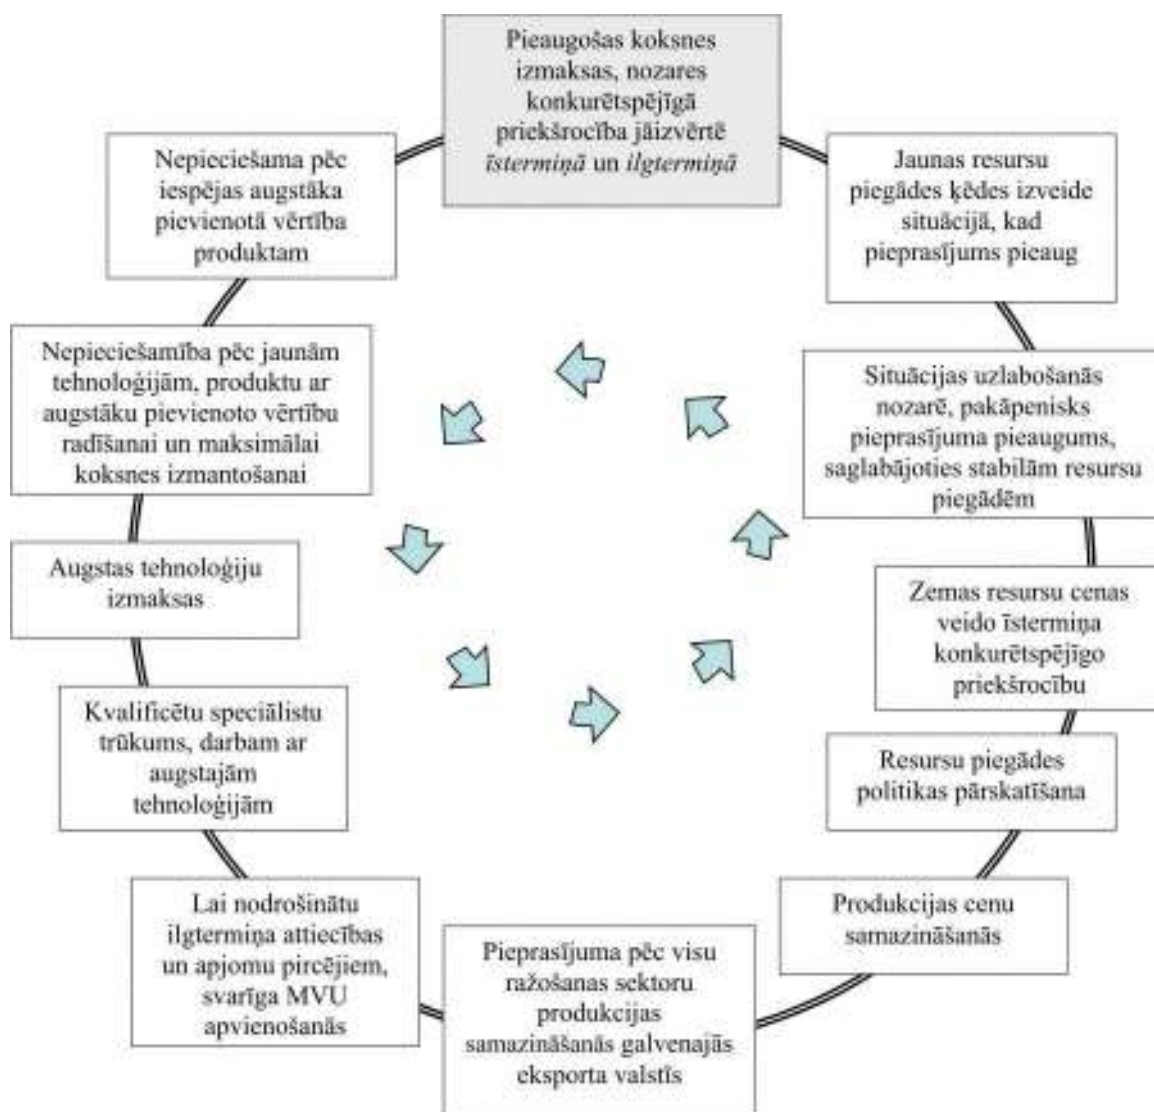 Pieaugošas koksnes
izmaksas, nozares
konkurētspējīgā
priekšrocība jāizvērtē
īstermiņā un ilgtermiņā
Nepieciešama pēc
iespējas augstāka
pievienotā vērtība
produktam
Nepieciešamība pēc jaunām
tehnoloģijām, produktu ar
augstāku pievienoto vērtību
radīšanai un maksimālai
koksnes izmantošanai
Augstas tehnoloģiju
izmaksas
Kvalificētu speciālistu
trūkums, darbam ar
augstajām
tehnoloģijām
Lai nodrošinātu
ilgtermiņa attiecības
un apjomu pircējiem,
svarīga MVU
apvienošanās
Pieprasījuma pēc visu
ražošanas sektoru
produkcijas
samazināšanās galvenajās
eksporta valstīs
Produkcijas cenu
samazināšanās
Resursu piegādes
politikas pārskatīšana
Zemas resursu cenas
veido īstermiņa
konkurētspējīgo
priekšrocību
Situācijas uzlabošanās
nozarē, pakāpenisks
pieprasījuma pieaugums,
saglabājoties stabilām resursu
piegādēm
Jaunas resursu
piegādes ķēdes izveide
situācijā, kad
pieprasījums pieaug